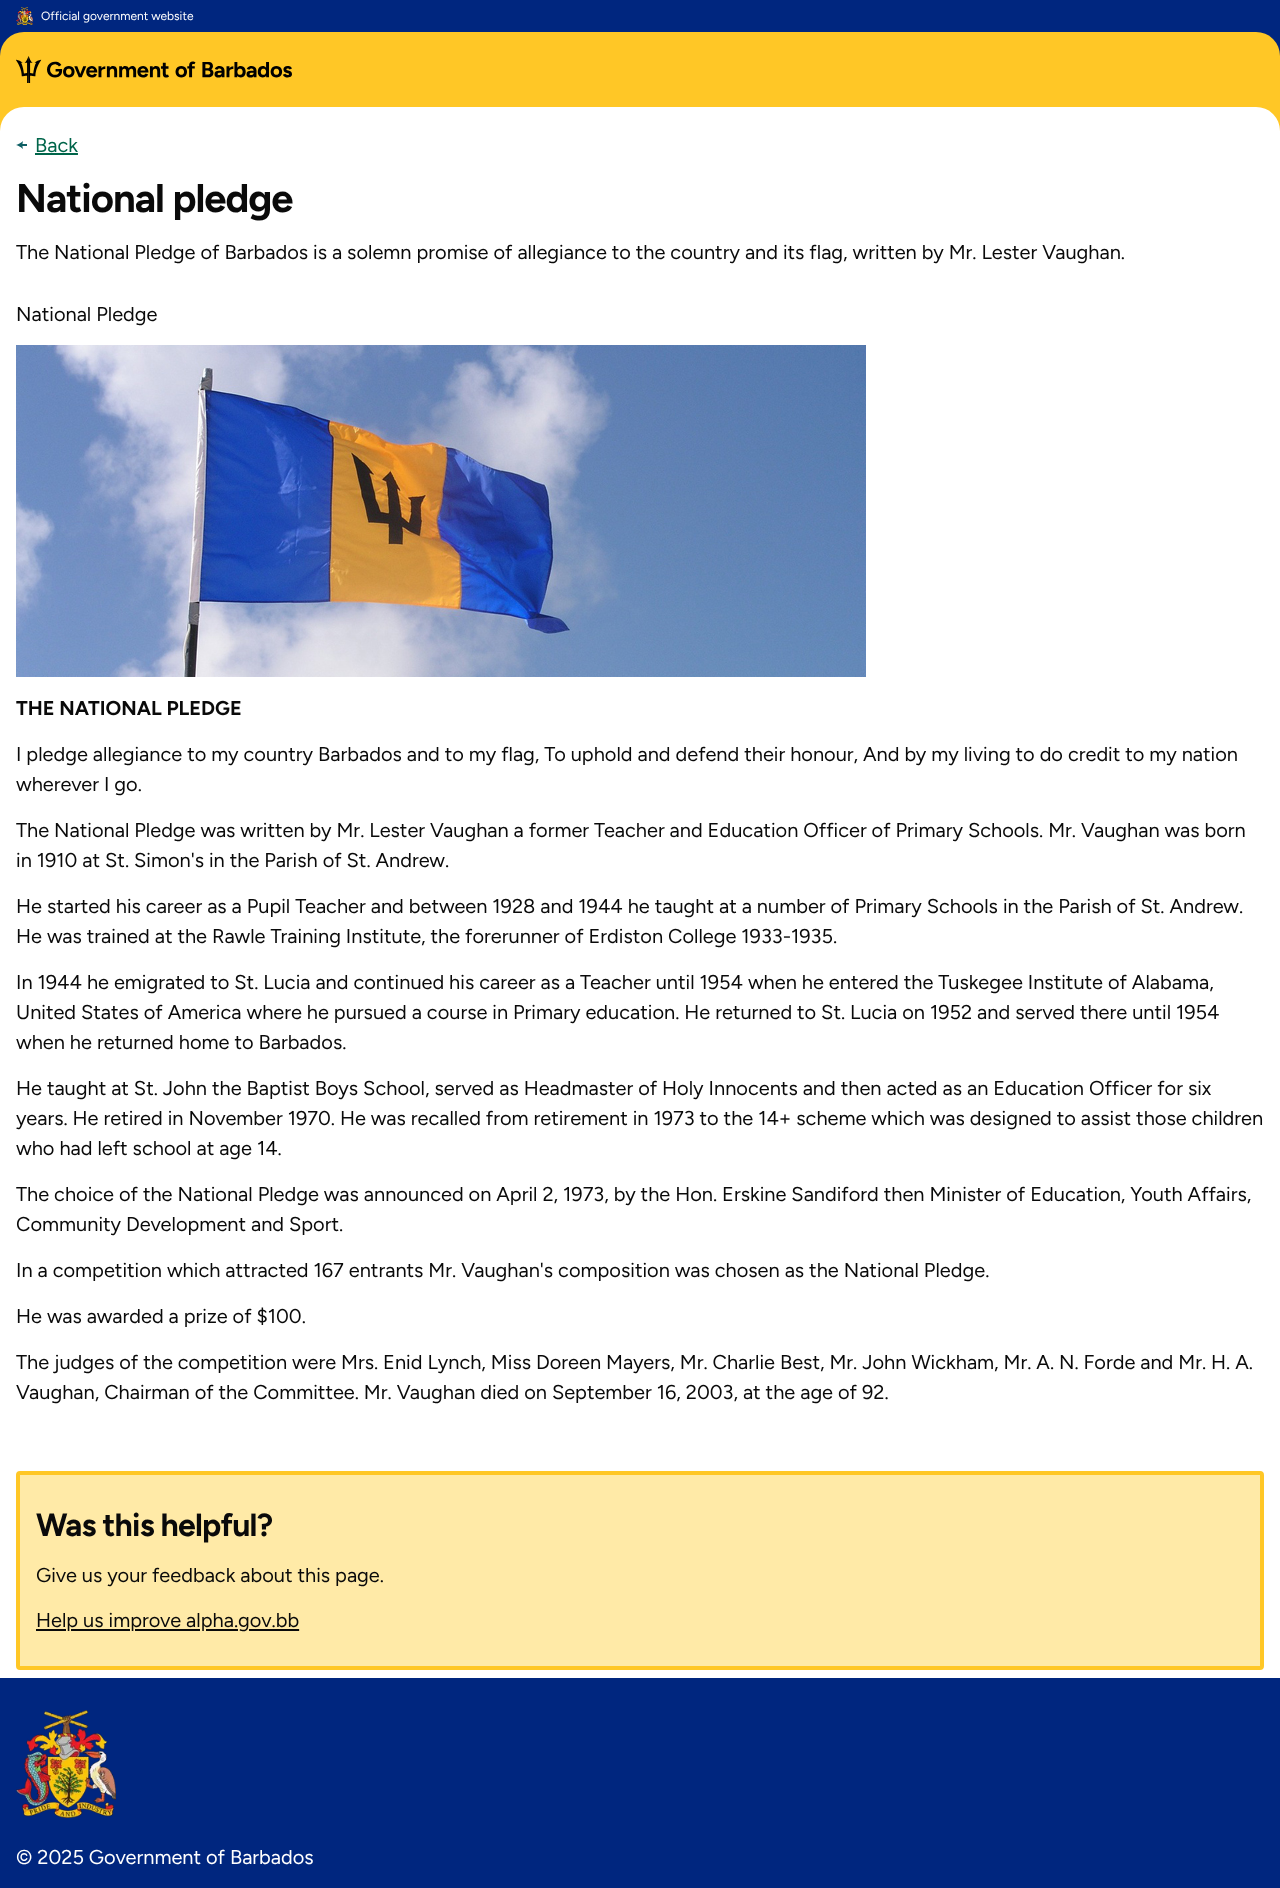 Official government website
Government of Barbados
Back
National pledge
The National Pledge of Barbados is a solemn promise of allegiance to the country and its flag, written by Mr. Lester Vaughan.
National Pledge
THE NATIONAL PLEDGE
I pledge allegiance to my country Barbados and to my flag, To uphold and defend their honour, And by my living to do credit to my nation
wherever I go.
The National Pledge was written by Mr. Lester Vaughan a former Teacher and Education Officer of Primary Schools. Mr. Vaughan was born
in 1910 at St. Simon's in the Parish of St. Andrew.
He started his career as a Pupil Teacher and between 1928 and 1944 he taught at a number of Primary Schools in the Parish of St. Andrew.
He was trained at the Rawle Training Institute, the forerunner of Erdiston College 1933-1935.
In 1944 he emigrated to St. Lucia and continued his career as a Teacher until 1954 when he entered the Tuskegee Institute of Alabama,
United States of America where he pursued a course in Primary education. He returned to St. Lucia on 1952 and served there until 1954
when he returned home to Barbados.
He taught at St. John the Baptist Boys School, served as Headmaster of Holy Innocents and then acted as an Education Officer for six
years. He retired in November 1970. He was recalled from retirement in 1973 to the 14+ scheme which was designed to assist those children
who had left school at age 14.
The choice of the National Pledge was announced on April 2, 1973, by the Hon. Erskine Sandiford then Minister of Education, Youth Affairs,
Community Development and Sport.
In a competition which attracted 167 entrants Mr. Vaughan's composition was chosen as the National Pledge.
He was awarded a prize of $100.
The judges of the competition were Mrs. Enid Lynch, Miss Doreen Mayers, Mr. Charlie Best, Mr. John Wickham, Mr. A. N. Forde and Mr. H. A.
Vaughan, Chairman of the Committee. Mr. Vaughan died on September 16, 2003, at the age of 92.
Was this helpful?
Give us your feedback about this page.
Help us improve alpha.gov.bb
PRIDE AND INDUSTRY
© 2025 Government of Barbados